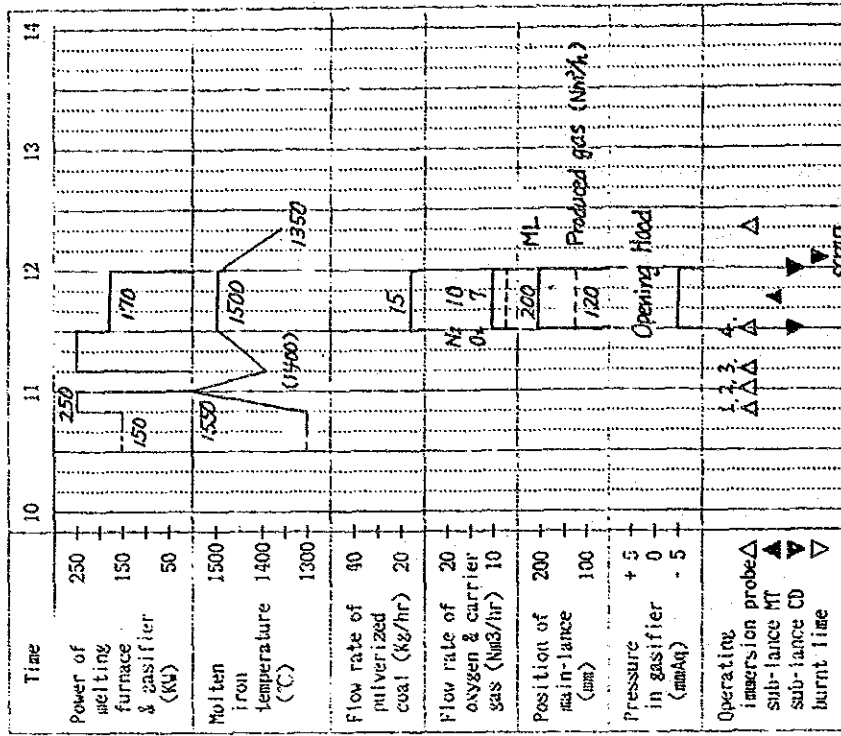 Time
10
11
12
13
14
Power of
melting
furnace
& gasifier
(KW)
250
150
50
150
250
170
Molten
iron
temperature
(℃)
1500
1400
1300
1550
(1400)
1500
1350
Flow rate of
pulverized
coal (Kg/hr)
40
20
15
Flow rate of
oxygen & carrier
gas (Nm3/hr)
20
10
N₂ 10
O₂ 7
Position of
main-lance
(mm)
200
100
200
ML
120
Produced gas (Nm³/h)
Pressure
in gasifier
(mmAq)
+ 5
0
- 5
Opening Hood
Operating
immersion probe △
sub-lance MT ▲
sub-lance CD ▼
burnt lime ▽
1. 2. 3. 4.
scrap